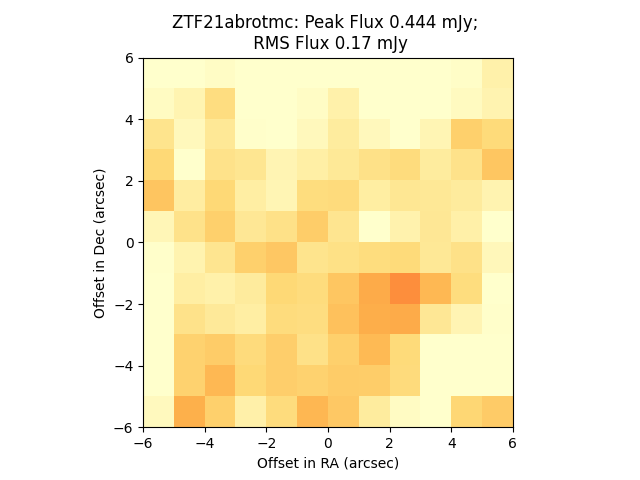 ZTF21abrotmc: Peak Flux 0.444 mJy;
RMS Flux 0.17 mJy
6
4
2
0
−2
−4
−6
Offset in Dec (arcsec)
−6 −4 −2 0 2 4 6
Offset in RA (arcsec)